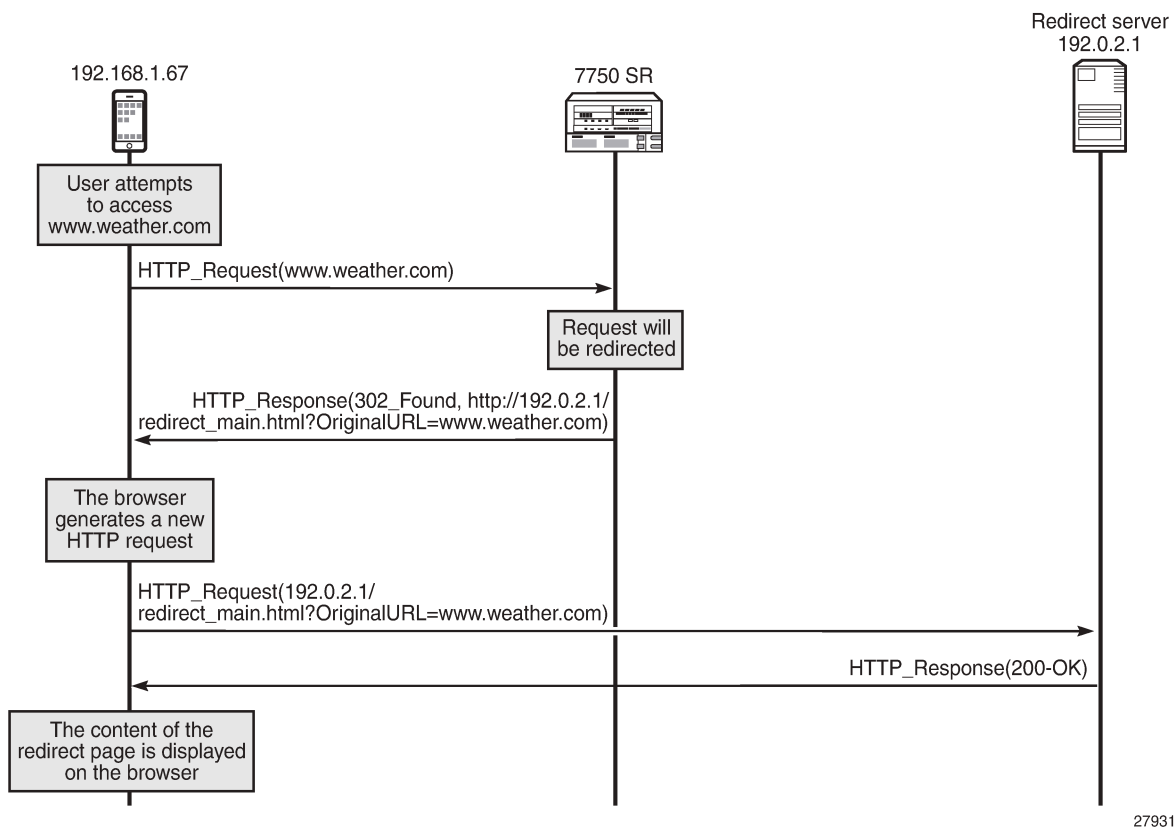 Redirect server
192.0.2.1
192.168.1.67
7750 SR
User attempts
to access
www.weather.com
HTTP_Request(www.weather.com)
Request will
be redirected
HTTP_Response(302_Found, http://192.0.2.1/
redirect_main.html?OriginalURL=www.weather.com)
The browser
generates a new
HTTP request
HTTP_Request(192.0.2.1/
redirect_main.html?OriginalURL=www.weather.com)
HTTP_Response(200-OK)
The content of the
redirect page is displayed
on the browser
27931